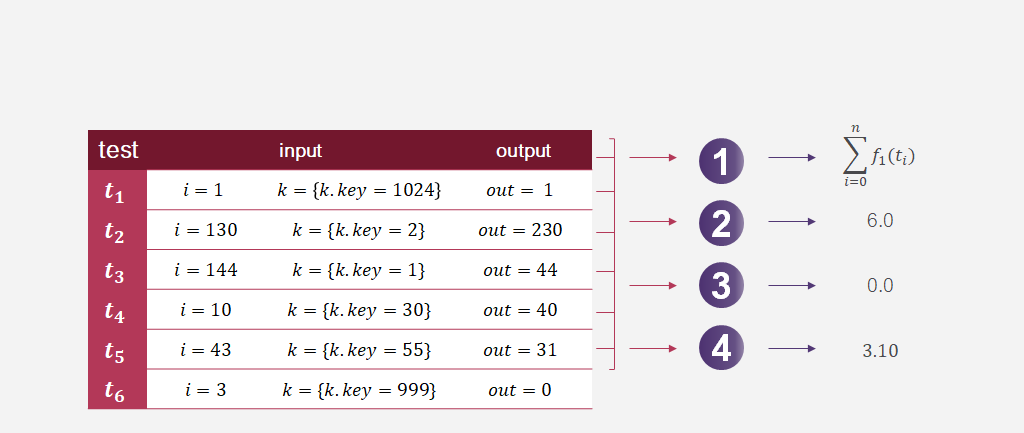 test input output
t₁ i = 1 k = {k.key = 1024} out = 1
t₂ i = 130 k = {k.key = 2} out = 230
t₃ i = 144 k = {k.key = 1} out = 44
t₄ i = 10 k = {k.key = 30} out = 40
t₅ i = 43 k = {k.key = 55} out = 31
t₆ i = 3 k = {k.key = 999} out = 0
1
n
∑ f₁(tᵢ)
i=0
2 6.0
3 0.0
4 3.10